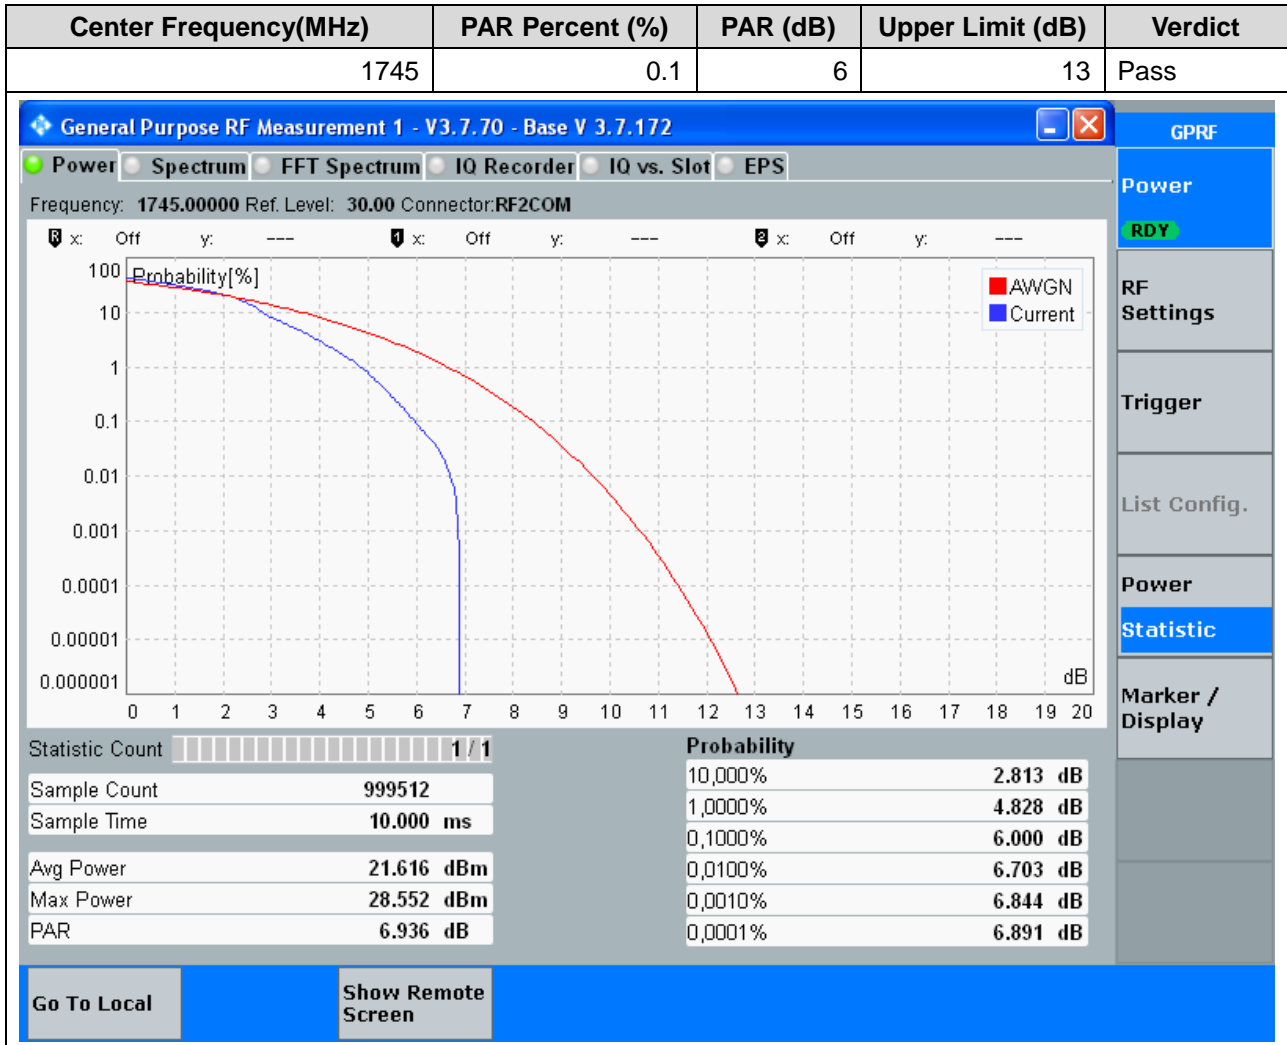 Center Frequency(MHz) PAR Percent (%) PAR (dB) Upper Limit (dB) Verdict
1745 0.1 6 13 Pass
General Purpose RF Measurement 1 - V3.7.70 - Base V 3.7.172
GPRF
Power Spectrum FFT Spectrum IQ Recorder IQ vs. Slot EPS
Power
RDY
Frequency: 1745.00000 Ref. Level: 30.00 Connector:RF2COM
R x: Off y: --- 1 x: Off y: --- 2 x: Off y: ---
Probability[%]
AWGN
Current
100
10
1
0.1
0.01
0.001
0.0001
0.00001
0.000001
dB
0 1 2 3 4 5 6 7 8 9 10 11 12 13 14 15 16 17 18 19 20
RF
Settings
Trigger
List Config.
Power
Statistic
Marker /
Display
Statistic Count 1 / 1
Sample Count 999512
Sample Time 10.000 ms
Avg Power 21.616 dBm
Max Power 28.552 dBm
PAR 6.936 dB
Probability
10,000% 2.813 dB
1,0000% 4.828 dB
0,1000% 6.000 dB
0,0100% 6.703 dB
0,0010% 6.844 dB
0,0001% 6.891 dB
Go To Local
Show Remote
Screen